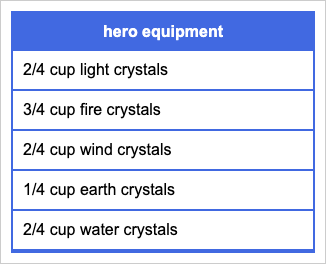 hero equipment
2/4 cup light crystals
3/4 cup fire crystals
2/4 cup wind crystals
1/4 cup earth crystals
2/4 cup water crystals